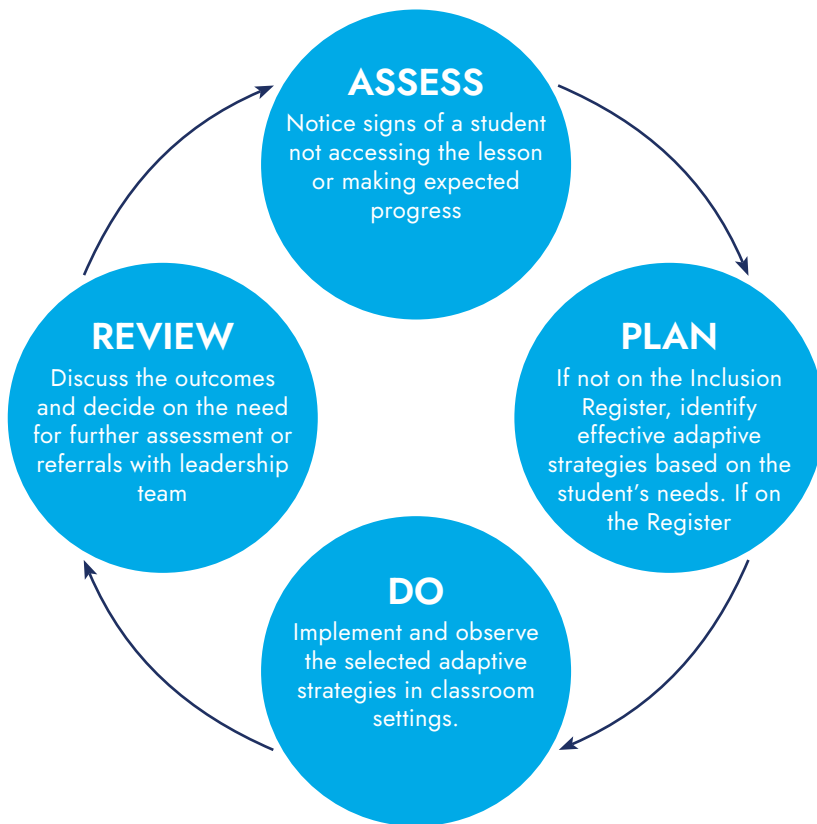 ASSESS
Notice signs of a student
not accessing the lesson
or making expected
progress
PLAN
If not on the Inclusion
Register, identify
effective adaptive
strategies based on the
student's needs. If on
the Register
DO
Implement and observe
the selected adaptive
strategies in classroom
settings.
REVIEW
Discuss the outcomes
and decide on the need
for further assessment or
referrals with leadership
team